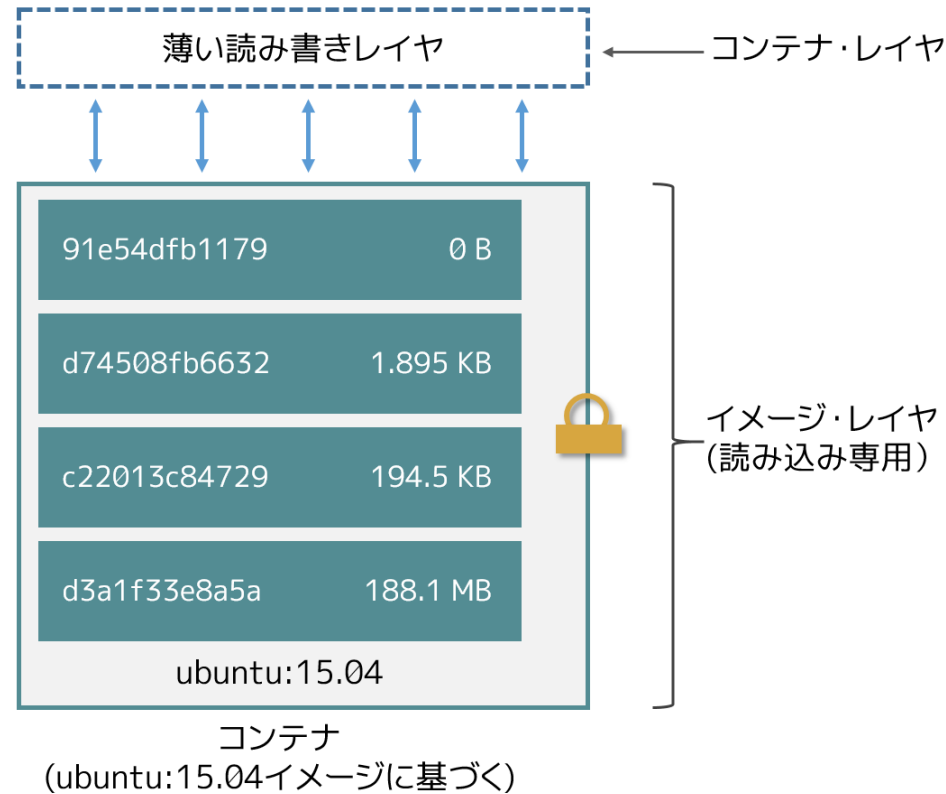 薄い読み書きレイヤ
コンテナ・レイヤ
91e54dfb1179 0 B
d74508fb6632 1.895 KB
c22013c84729 194.5 KB
d3a1f33e8a5a 188.1 MB
ubuntu:15.04
イメージ・レイヤ
(読み込み専用)
コンテナ
(ubuntu:15.04イメージに基づく)